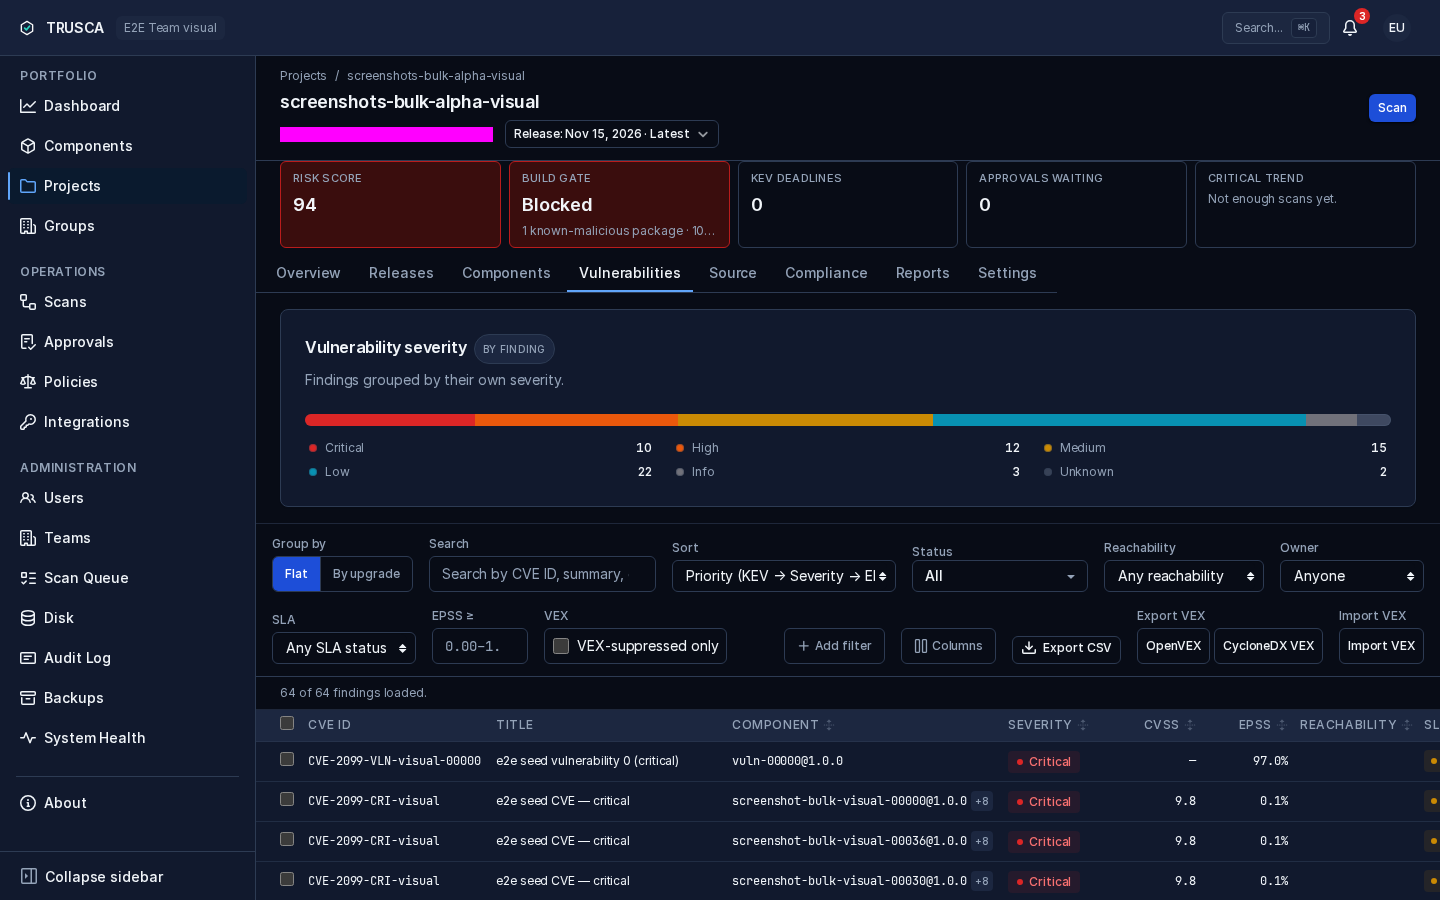 TRUSCA
E2E Team visual
Search...
⌘K
3
EU
PORTFOLIO
Dashboard
Components
Projects
Groups
OPERATIONS
Scans
Approvals
Policies
Integrations
ADMINISTRATION
Users
Teams
Scan Queue
Disk
Audit Log
Backups
System Health
About
Collapse sidebar
Projects / screenshots-bulk-alpha-visual
screenshots-bulk-alpha-visual
Release: Nov 15, 2026 · Latest
Scan
RISK SCORE
94
BUILD GATE
Blocked
1 known-malicious package · 10…
KEV DEADLINES
0
APPROVALS WAITING
0
CRITICAL TREND
Not enough scans yet.
Overview Releases Components Vulnerabilities Source Compliance Reports Settings
Vulnerability severity BY FINDING
Findings grouped by their own severity.
Critical 10 High 12 Medium 15
Low 22 Info 3 Unknown 2
Group by
Flat By upgrade
Search
Search by CVE ID, summary,
Sort
Priority (KEV → Severity → EI
Status
All
Reachability
Any reachability
Owner
Anyone
SLA
Any SLA status
EPSS ≥
0.00–1.
VEX
VEX-suppressed only
Add filter
Columns
Export CSV
Export VEX
OpenVEX CycloneDX VEX
Import VEX
Import VEX
64 of 64 findings loaded.
CVE ID TITLE COMPONENT SEVERITY CVSS EPSS REACHABILITY SL
CVE-2099-VLN-visual-00000 e2e seed vulnerability 0 (critical) vuln-00000@1.0.0 Critical — 97.0%
CVE-2099-CRI-visual e2e seed CVE — critical screenshot-bulk-visual-00000@1.0.0 +8 Critical 9.8 0.1%
CVE-2099-CRI-visual e2e seed CVE — critical screenshot-bulk-visual-00036@1.0.0 +8 Critical 9.8 0.1%
CVE-2099-CRI-visual e2e seed CVE — critical screenshot-bulk-visual-00030@1.0.0 +8 Critical 9.8 0.1%